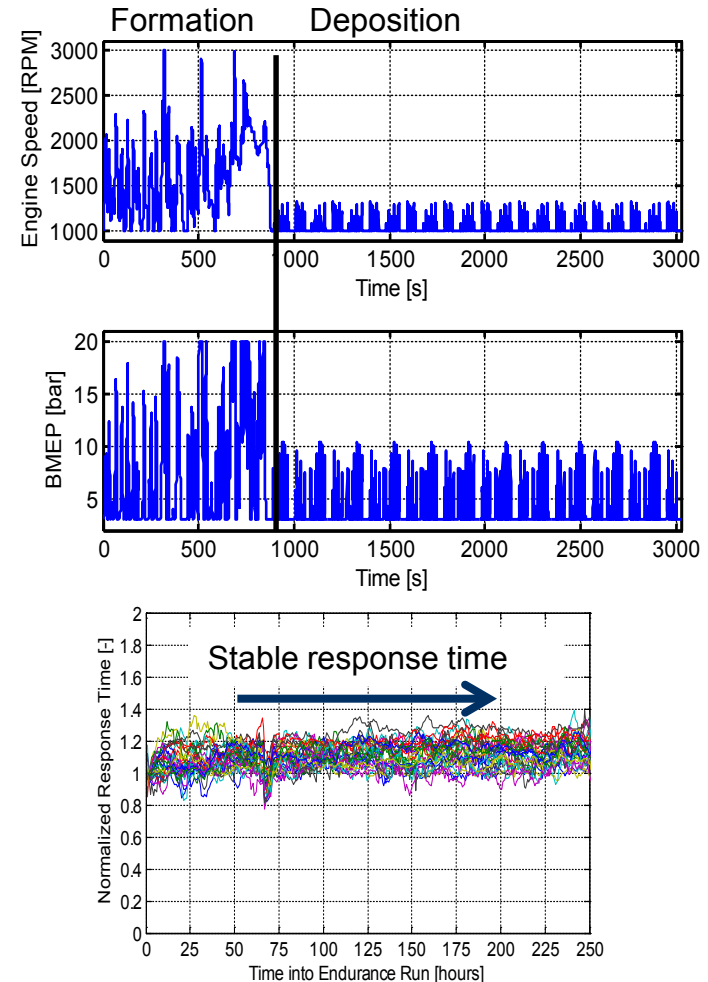 Formation Deposition
Engine Speed [RPM]
3000
2500
2000
1500
1000
0 500 1000 1500 2000 2500 3000
Time [s]
BMEP [bar]
20
15
10
5
0 500 1000 1500 2000 2500 3000
Time [s]
Normalized Response Time [-]
2
1.8
1.6
Stable response time
1.4
1.2
1
0.8
0.6
0.4
0.2
0
0 25 50 75 100 125 150 175 200 225 250
Time into Endurance Run [hours]